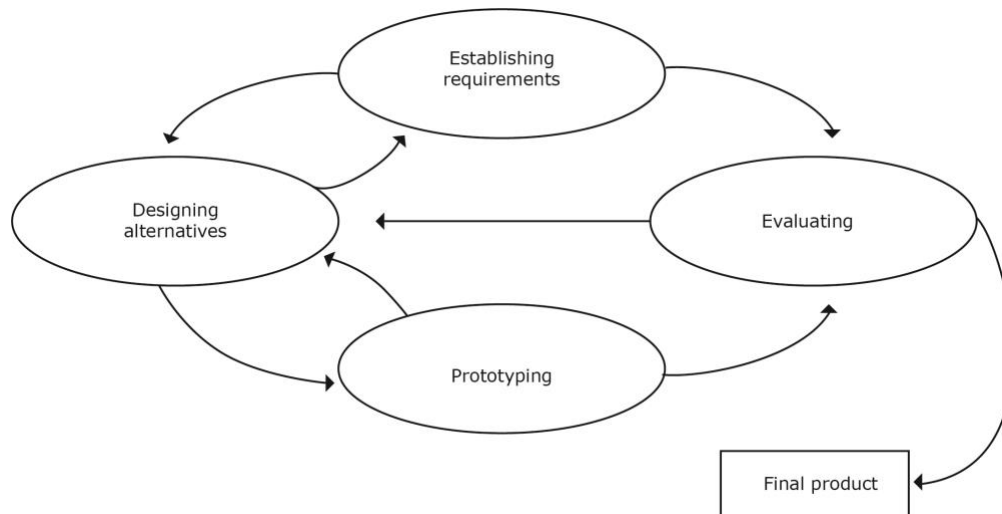 Establishing
requirements
Designing
alternatives
Evaluating
Prototyping
Final product